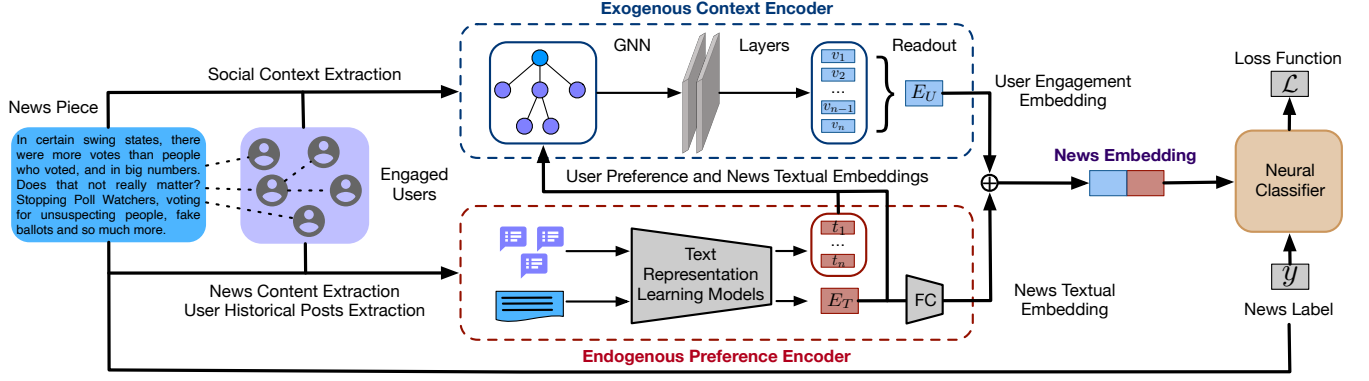 Exogenous Context Encoder
GNN
Layers
Readout
v₁
v₂
...
vₙ₋₁
vₙ
E_U
Social Context Extraction
News Piece
In certain swing states, there
were more votes than people
who voted, and in big numbers.
Does that not really matter?
Stopping Poll Watchers, voting
for unsuspecting people, fake
ballots and so much more.
Engaged
Users
User Engagement
Embedding
Loss Function
ℒ
News Embedding
⊕
Neural
Classifier
User Preference and News Textual Embeddings
t₁
...
tₙ
Text
Representation
Learning Models
E_T
FC
News Content Extraction
User Historical Posts Extraction
News Textual
Embedding
𝒴
News Label
Endogenous Preference Encoder